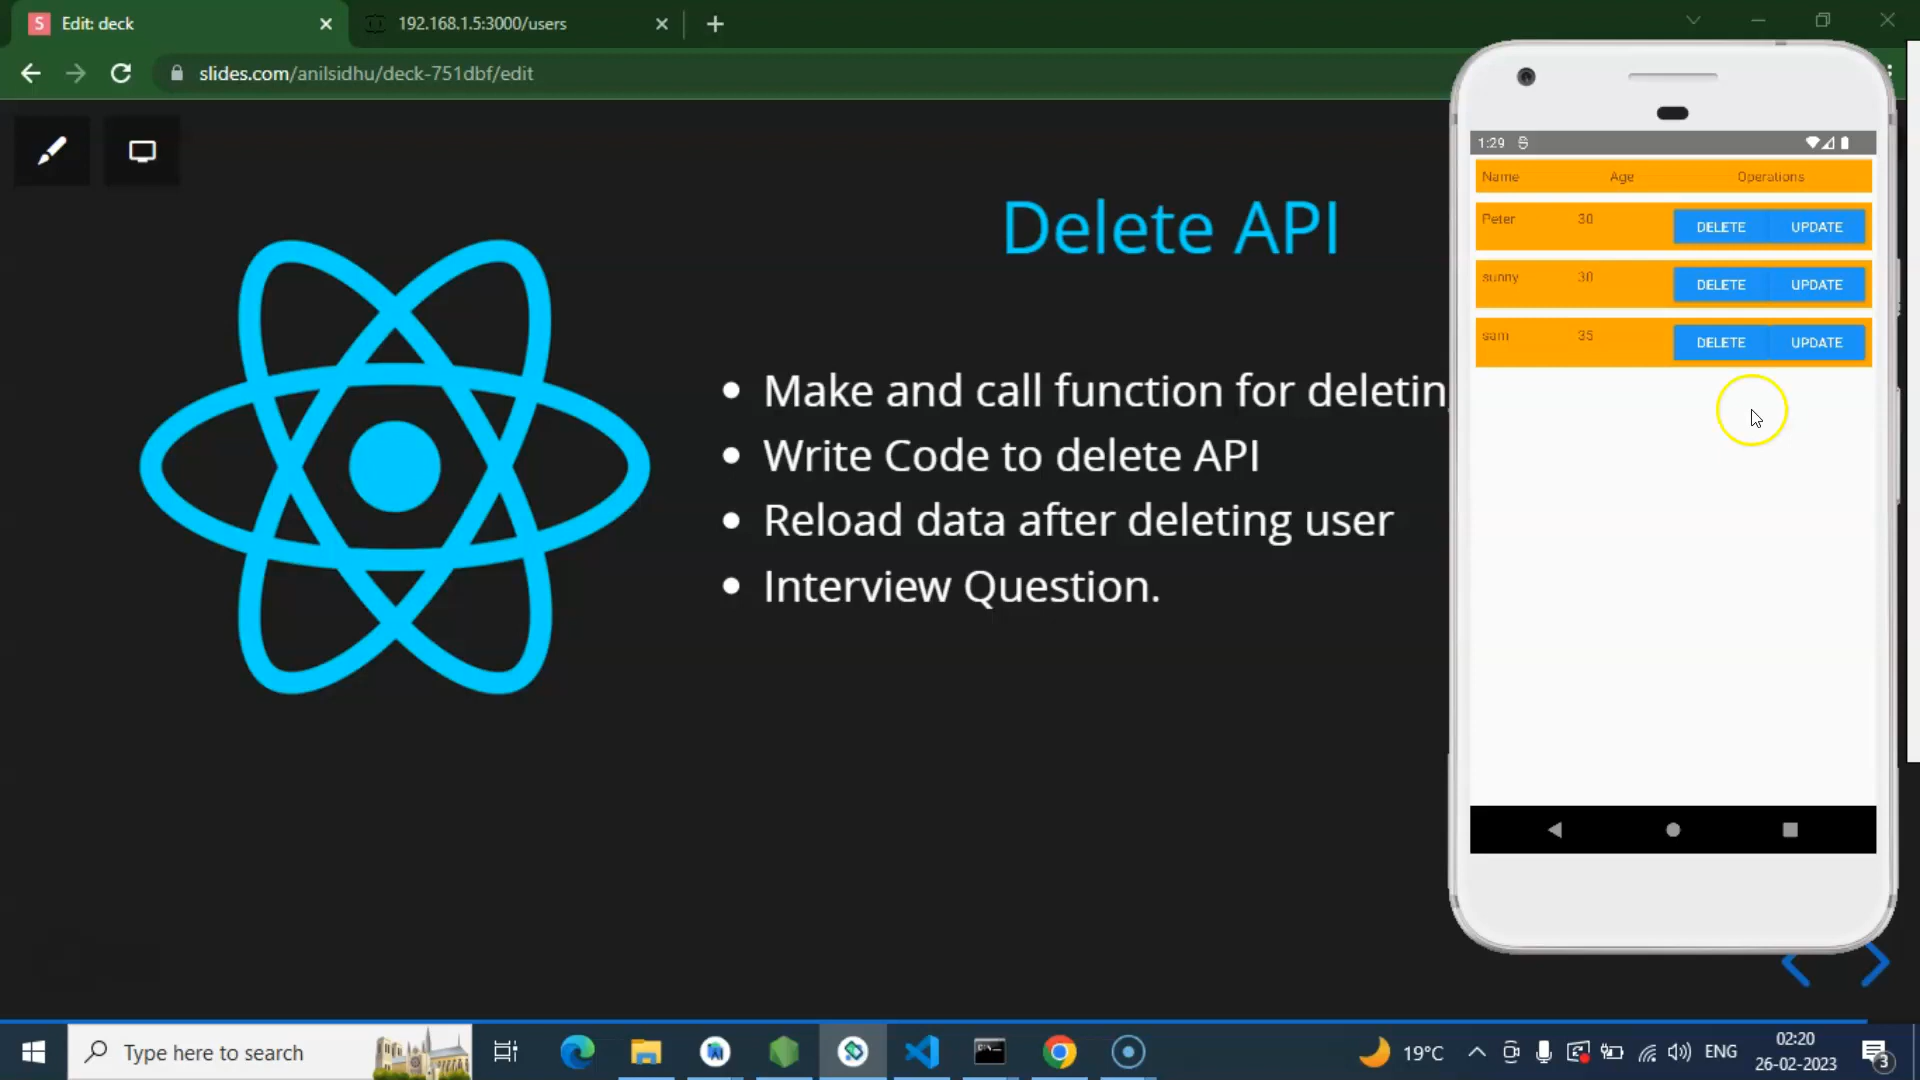 S Edit: deck
192.168.1.5:3000/users
slides.com/anilsidhu/deck-751dbf/edit
Delete API
Make and call function for deletin
Write Code to delete API
Reload data after deleting user
Interview Question.
1:29
Name Age Operations
Peter 30 DELETE UPDATE
sunny 30 DELETE UPDATE
sam 35 DELETE UPDATE
Type here to search
19°C
ENG
02:20
26-02-2023
3